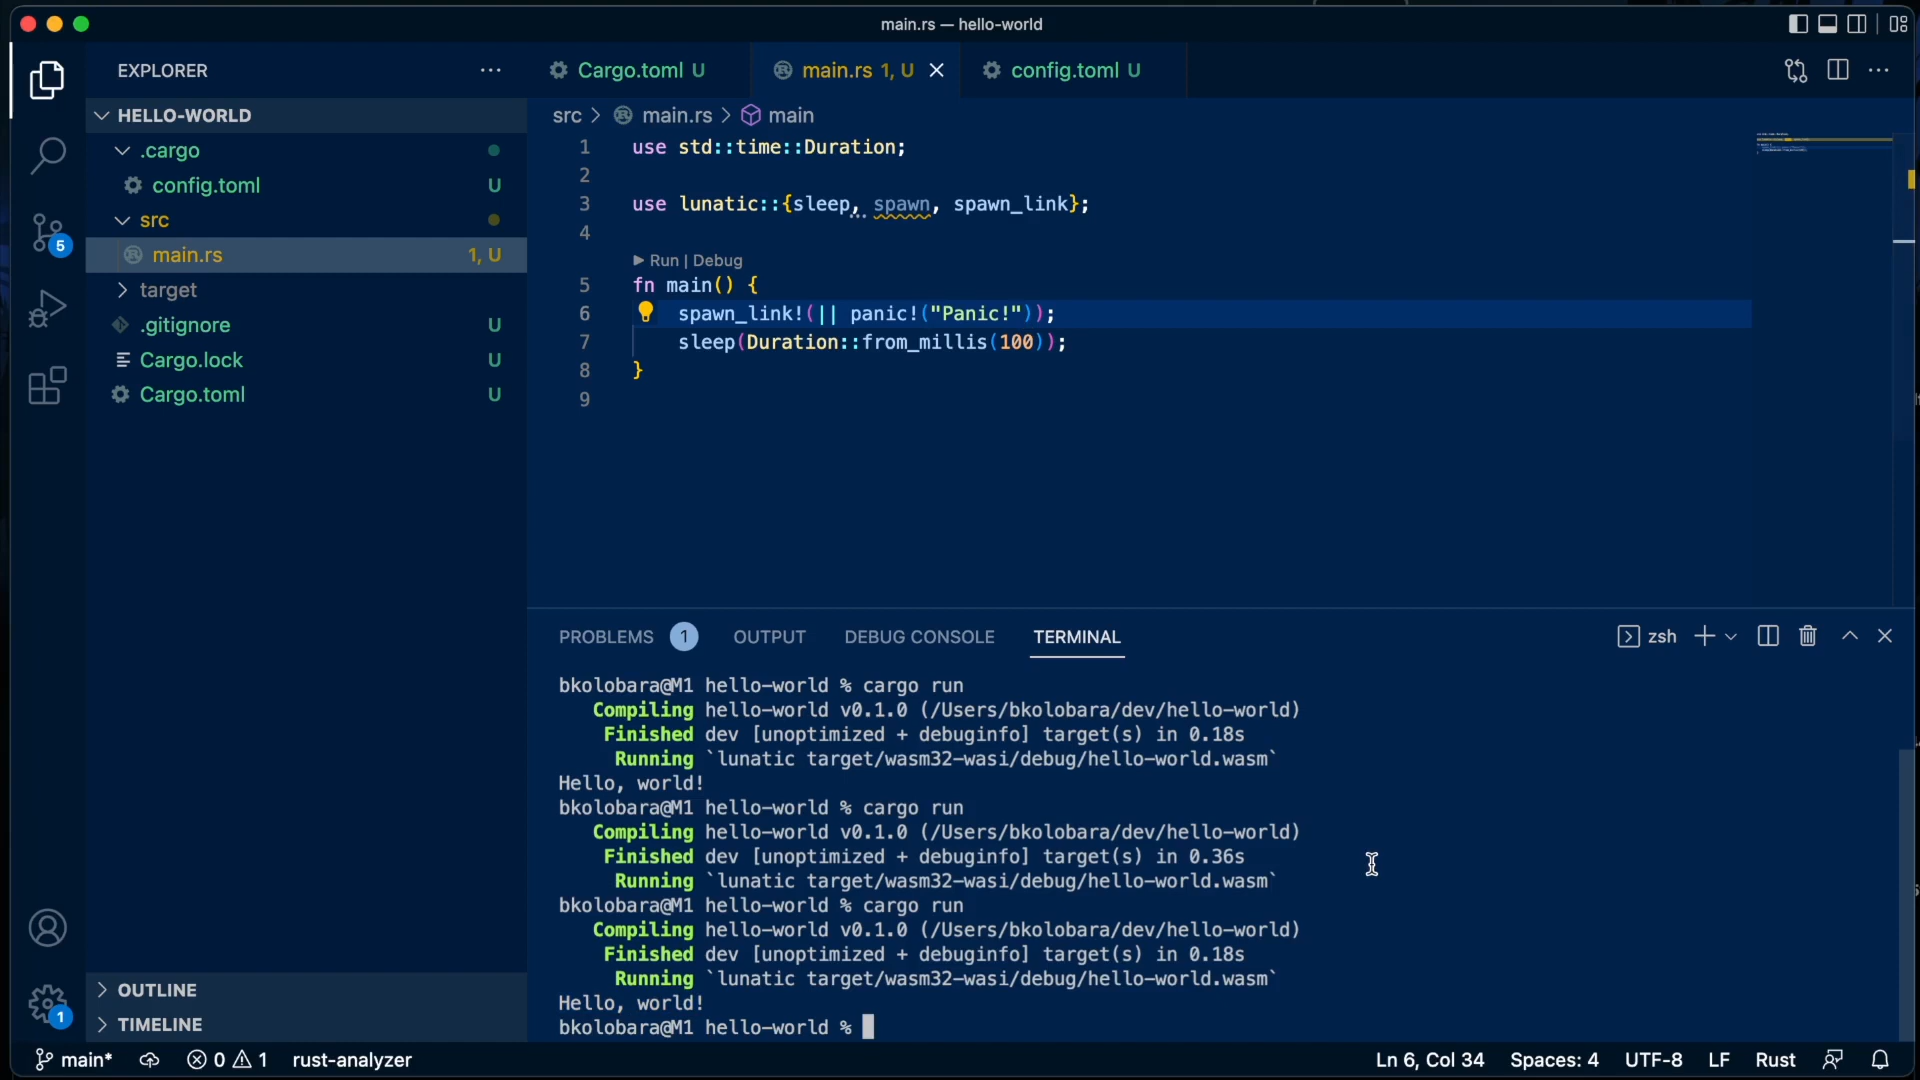 main.rs — hello-world
EXPLORER
HELLO-WORLD
.cargo
config.toml U
src
main.rs 1, U
target
.gitignore U
Cargo.lock U
Cargo.toml U
OUTLINE
TIMELINE
5
1
Cargo.toml U
main.rs 1, U
config.toml U
src > main.rs > main
1 use std::time::Duration;
2
3 use lunatic::{sleep, spawn, spawn_link};
4
Run | Debug
5 fn main() {
6 spawn_link!(|| panic!("Panic!"));
7 sleep(Duration::from_millis(100));
8 }
9
PROBLEMS 1 OUTPUT DEBUG CONSOLE TERMINAL zsh
bkolobara@M1 hello-world % cargo run
Compiling hello-world v0.1.0 (/Users/bkolobara/dev/hello-world)
Finished dev [unoptimized + debuginfo] target(s) in 0.18s
Running `lunatic target/wasm32-wasi/debug/hello-world.wasm`
Hello, world!
bkolobara@M1 hello-world % cargo run
Compiling hello-world v0.1.0 (/Users/bkolobara/dev/hello-world)
Finished dev [unoptimized + debuginfo] target(s) in 0.36s
Running `lunatic target/wasm32-wasi/debug/hello-world.wasm`
bkolobara@M1 hello-world % cargo run
Compiling hello-world v0.1.0 (/Users/bkolobara/dev/hello-world)
Finished dev [unoptimized + debuginfo] target(s) in 0.18s
Running `lunatic target/wasm32-wasi/debug/hello-world.wasm`
Hello, world!
bkolobara@M1 hello-world %
main* 0 1 rust-analyzer Ln 6, Col 34 Spaces: 4 UTF-8 LF Rust